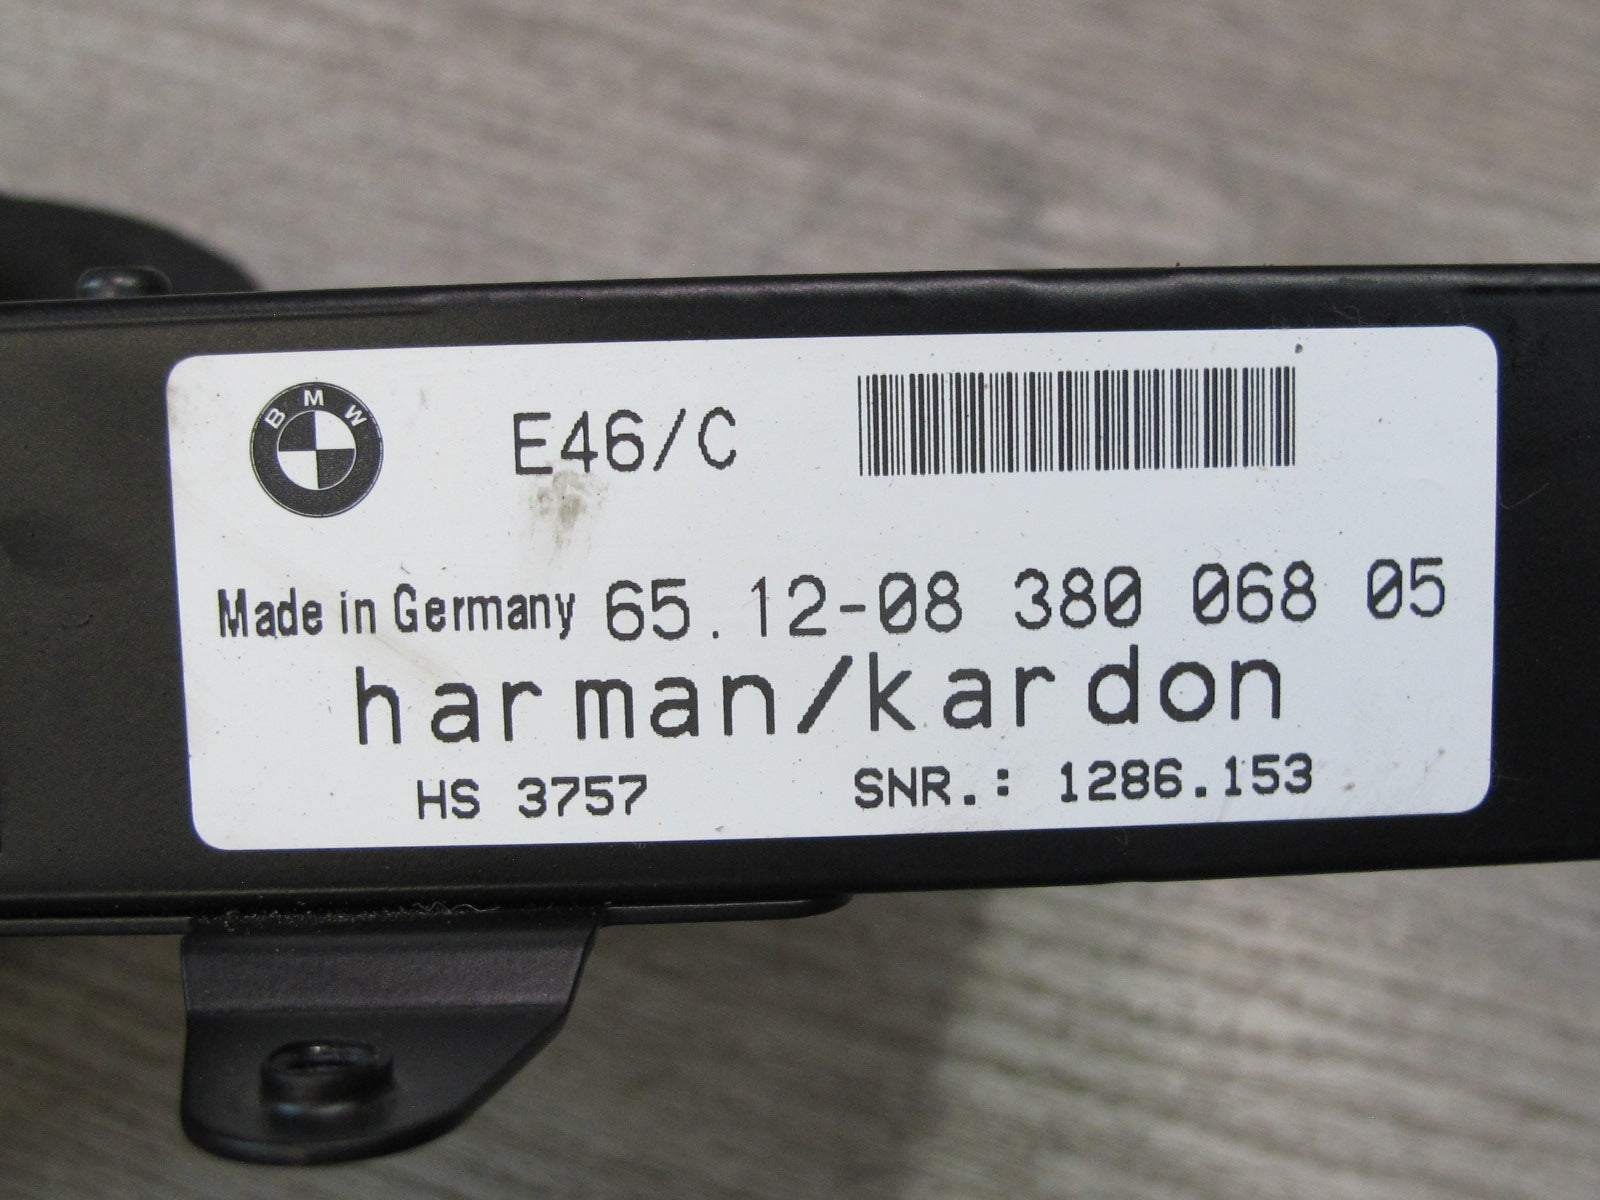 BMW
E46/C
Made in Germany 65.12-08 380 068 05
harman/kardon
HS 3757 SNR.: 1286.153